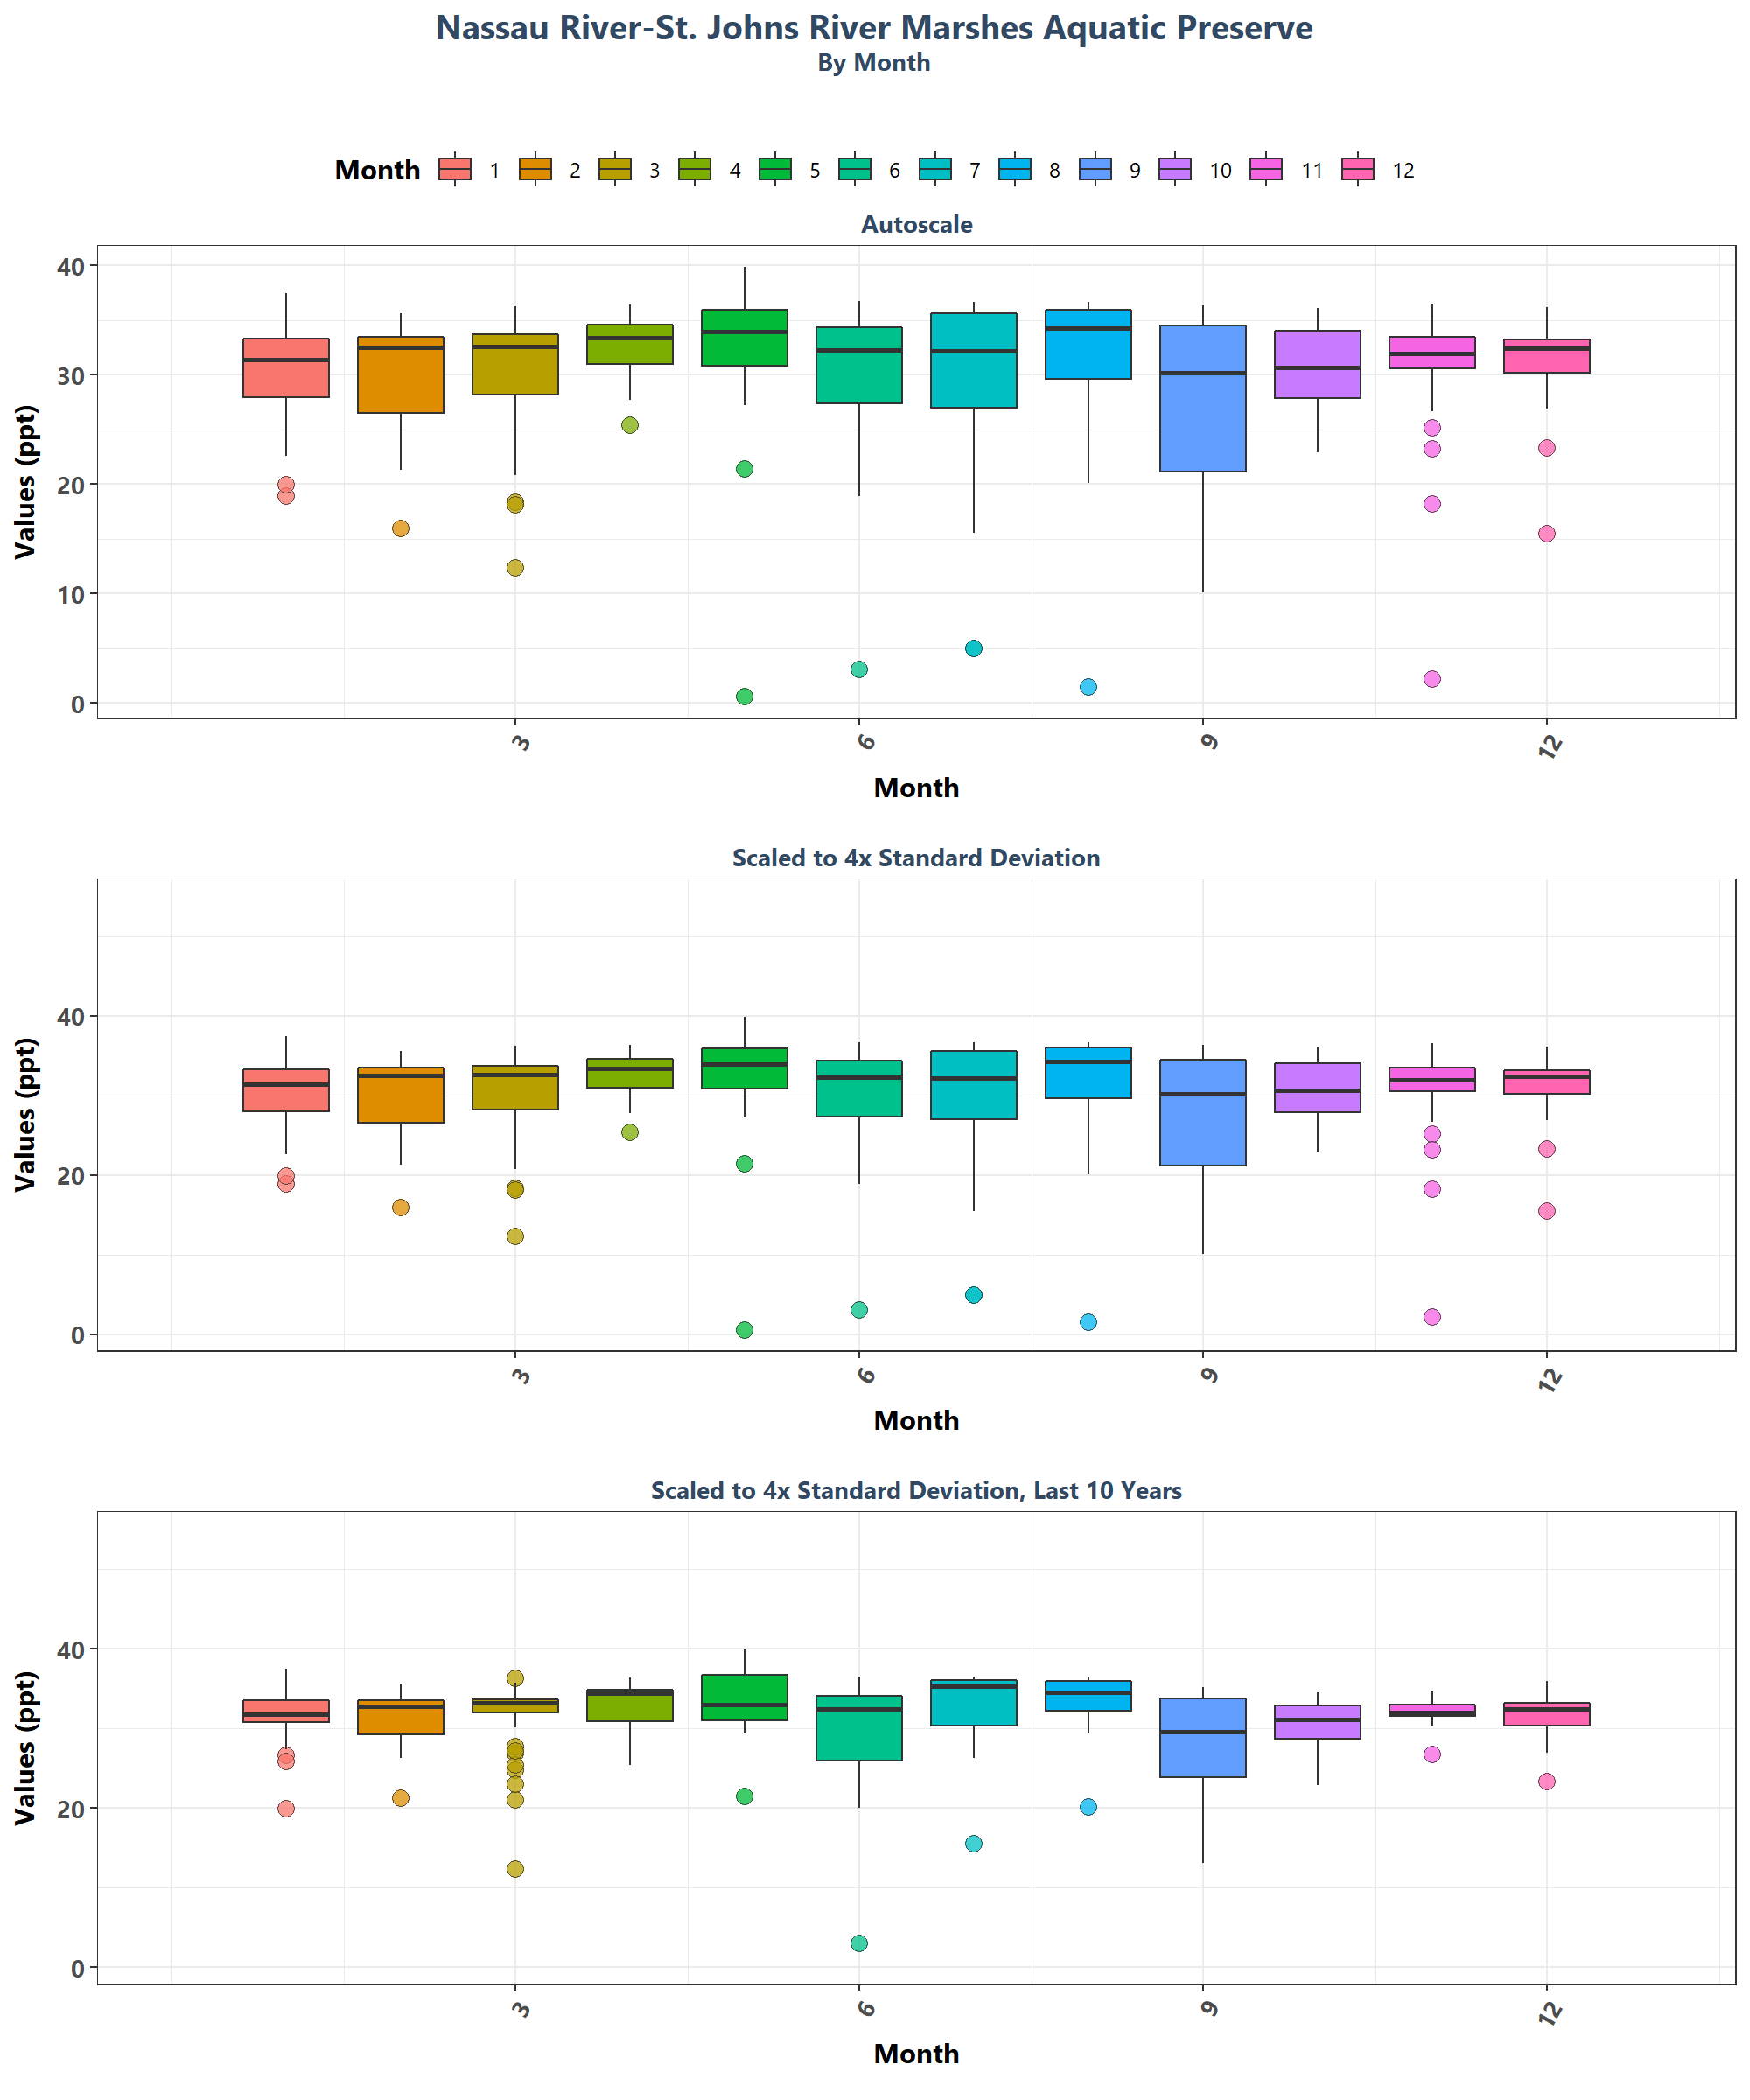 Nassau River-St. Johns River Marshes Aquatic Preserve
By Month
Month 1 2 3 4 5 6 7 8 9 10 11 12
Autoscale
Values (ppt)
40
30
20
10
0
3 6 9 12
Month
Scaled to 4x Standard Deviation
Values (ppt)
40
20
0
3 6 9 12
Month
Scaled to 4x Standard Deviation, Last 10 Years
Values (ppt)
40
20
0
3 6 9 12
Month